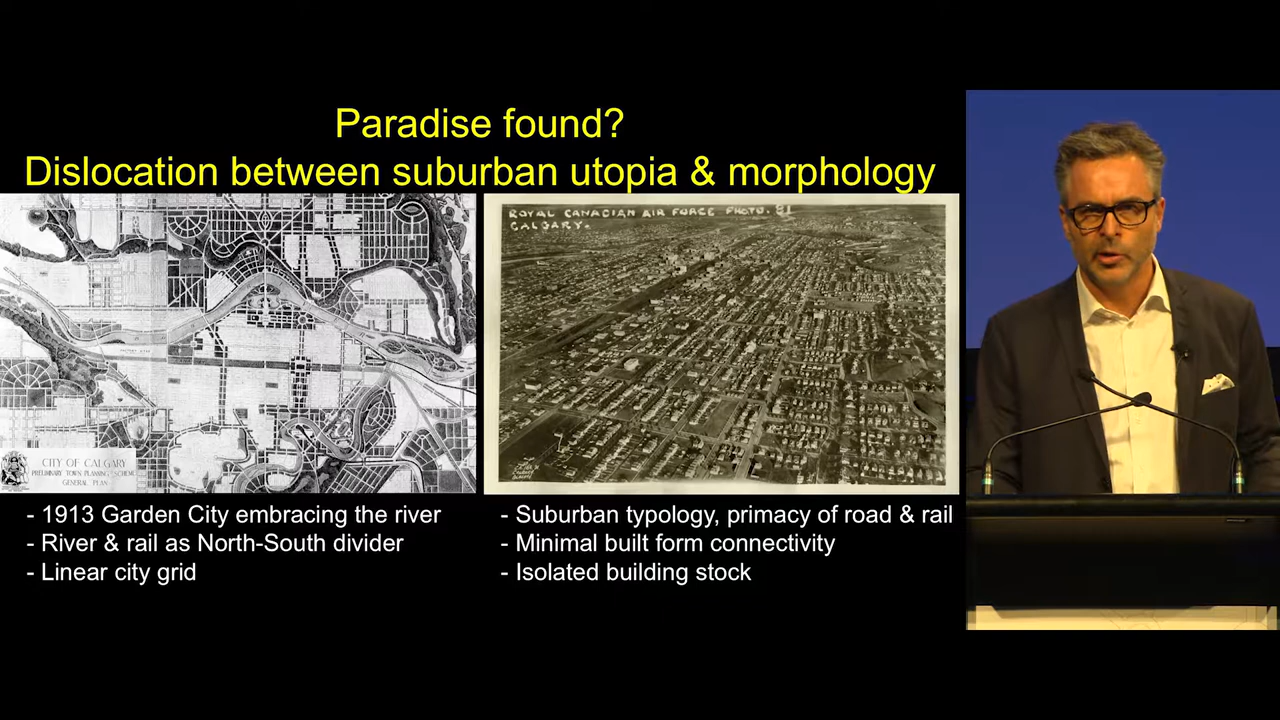 Paradise found?
Dislocation between suburban utopia & morphology
ROYAL CANADIAN AIR FORCE PHOTO. 81
CALGARY.
CITY OF CALGARY
PRELIMINARY TOWN PLANNING SCHEME
GENERAL PLAN
- 1913 Garden City embracing the river
- River & rail as North-South divider
- Linear city grid
- Suburban typology, primacy of road & rail
- Minimal built form connectivity
- Isolated building stock